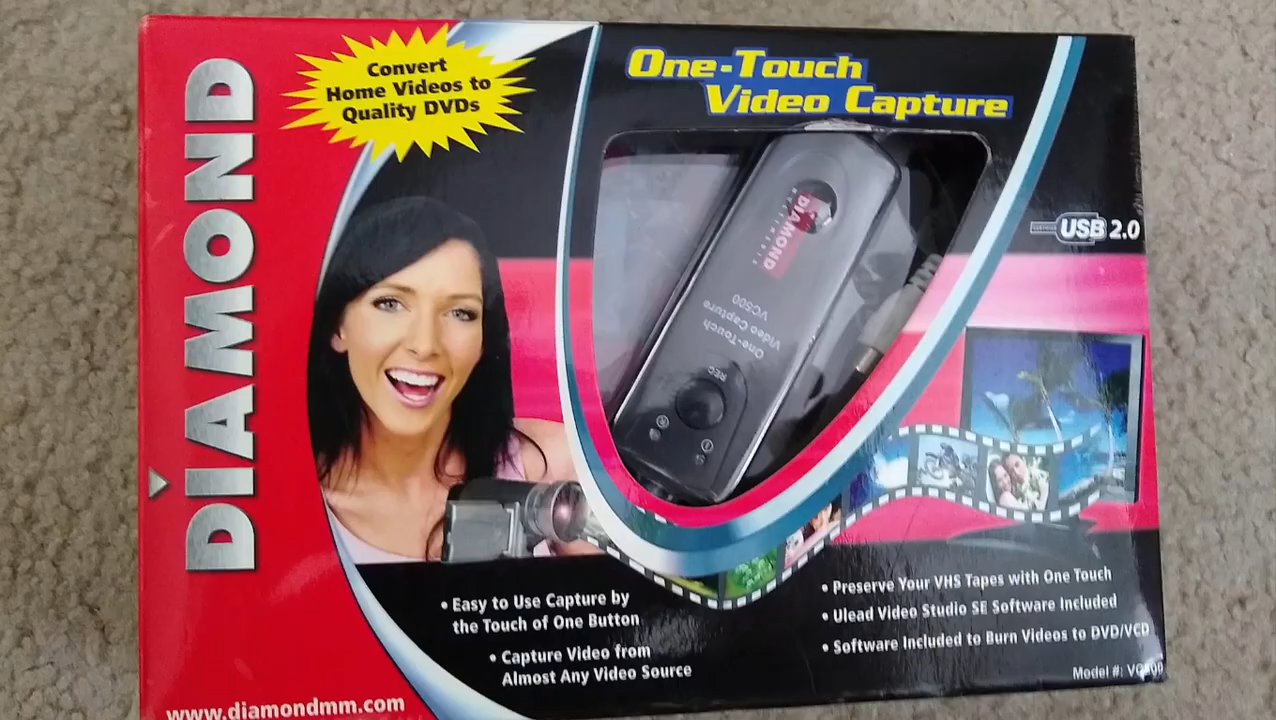 DIAMOND
Convert
Home Videos to
Quality DVDs
One-Touch
Video Capture
USB 2.0
DIAMOND
MULTIMEDIA
One-Touch
Video Capture
VC500
REC
• Easy to Use Capture by
the Touch of One Button
• Capture Video from
Almost Any Video Source
• Preserve Your VHS Tapes with One Touch
• Ulead Video Studio SE Software Included
• Software Included to Burn Videos to DVD/VCD
Model #: VC500
www.diamondmm.com